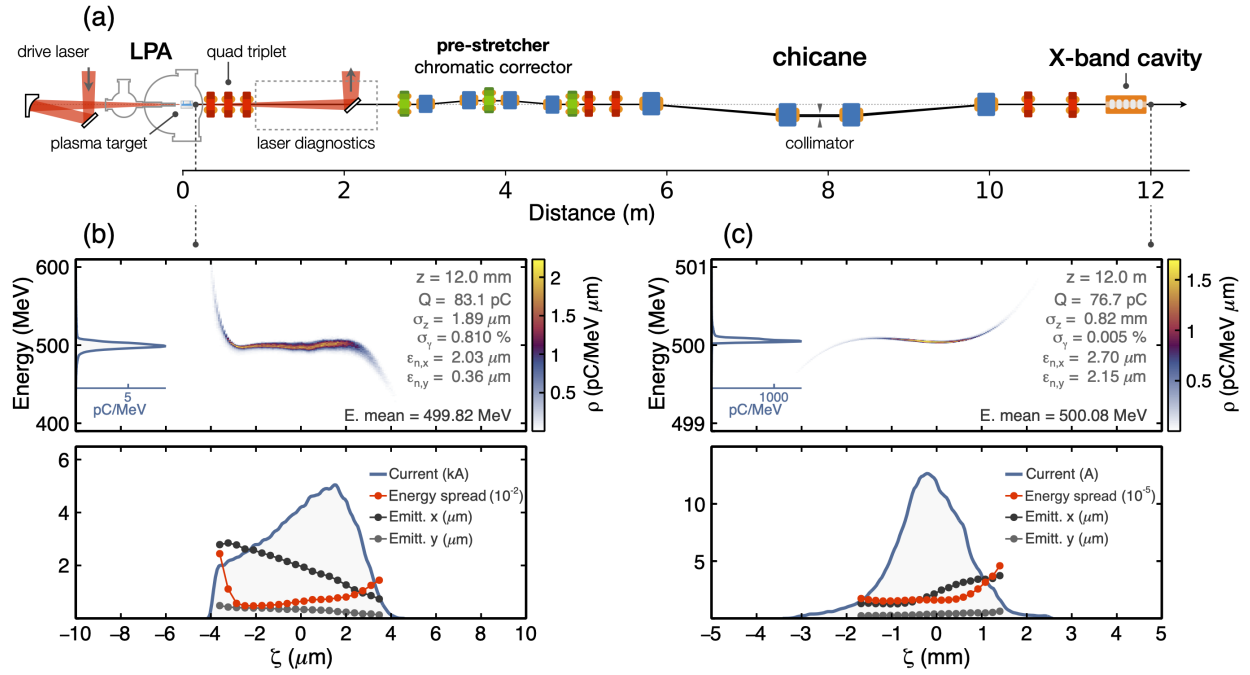 (a)
drive laser
LPA
quad triplet
pre-stretcher
chromatic corrector
chicane
X-band cavity
plasma target
laser diagnostics
collimator
0 2 4 6 8 10 12
Distance (m)
(b)
600
500
400
Energy (MeV)
5
pC/MeV
z = 12.0 mm
Q = 83.1 pC
σz = 1.89 μm
σγ = 0.810 %
εn,x = 2.03 μm
εn,y = 0.36 μm
E. mean = 499.82 MeV
2
1.5
1
0.5
ρ (pC/MeV μm)
6
4
2
Current (kA)
Energy spread (10-2)
Emitt. x (μm)
Emitt. y (μm)
−10 −8 −6 −4 −2 0 2 4 6 8 10
ζ (μm)
(c)
501
500
499
Energy (MeV)
1000
pC/MeV
z = 12.0 m
Q = 76.7 pC
σz = 0.82 mm
σγ = 0.005 %
εn,x = 2.70 μm
εn,y = 2.15 μm
E. mean = 500.08 MeV
1.5
1
0.5
ρ (pC/MeV μm)
10
5
Current (A)
Energy spread (10-5)
Emitt. x (μm)
Emitt. y (μm)
−5 −4 −3 −2 −1 0 1 2 3 4 5
ζ (mm)